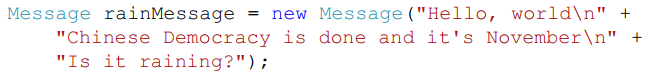 Message rainMessage = new Message("Hello, world\n" +
"Chinese Democracy is done and it's November\n" +
"Is it raining?");